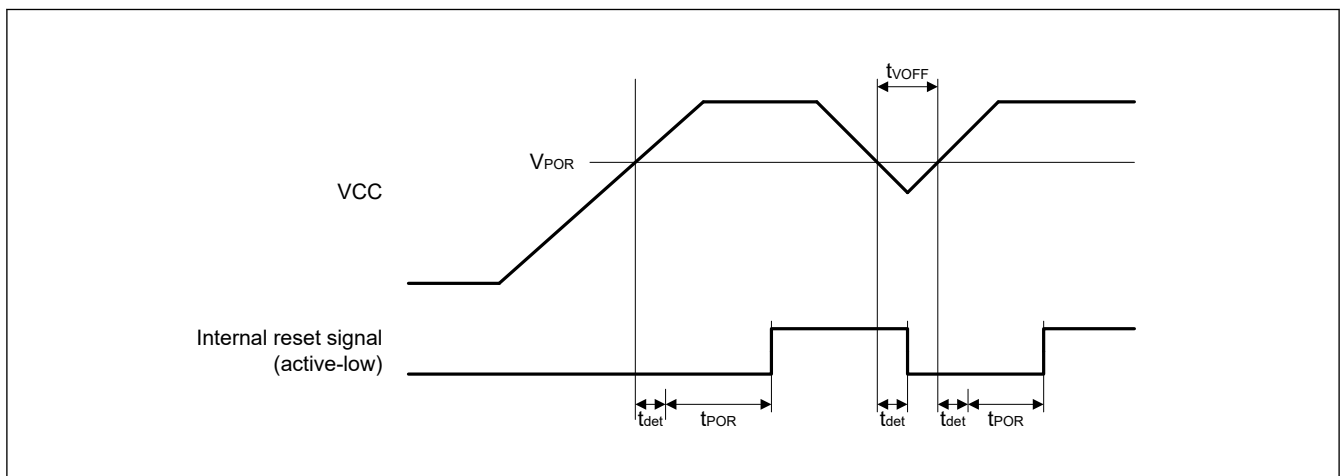 tVOFF
VPOR
VCC
Internal reset signal
(active-low)
tdet
tPOR
tdet
tdet
tPOR